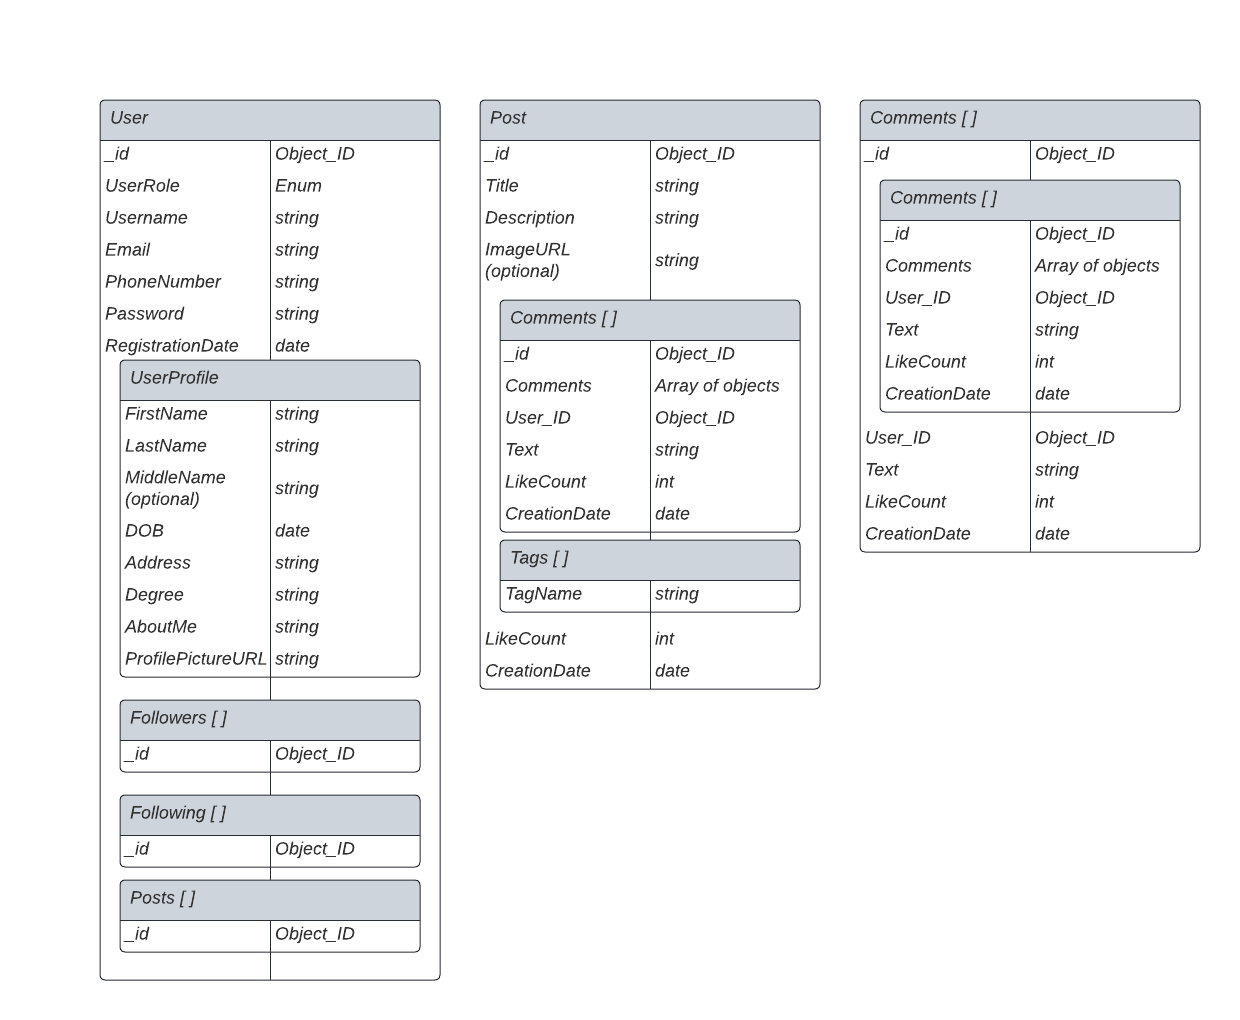 User
_id Object_ID
UserRole Enum
Username string
Email string
PhoneNumber string
Password string
RegistrationDate date
UserProfile
FirstName string
LastName string
MiddleName
(optional) string
DOB date
Address string
Degree string
AboutMe string
ProfilePictureURL string
Followers [ ]
_id Object_ID
Following [ ]
_id Object_ID
Posts [ ]
_id Object_ID
Post
_id Object_ID
Title string
Description string
ImageURL
(optional) string
Comments [ ]
_id Object_ID
Comments Array of objects
User_ID Object_ID
Text string
LikeCount int
CreationDate date
Tags [ ]
TagName string
LikeCount int
CreationDate date
Comments [ ]
_id Object_ID
Comments [ ]
_id Object_ID
Comments Array of objects
User_ID Object_ID
Text string
LikeCount int
CreationDate date
User_ID Object_ID
Text string
LikeCount int
CreationDate date